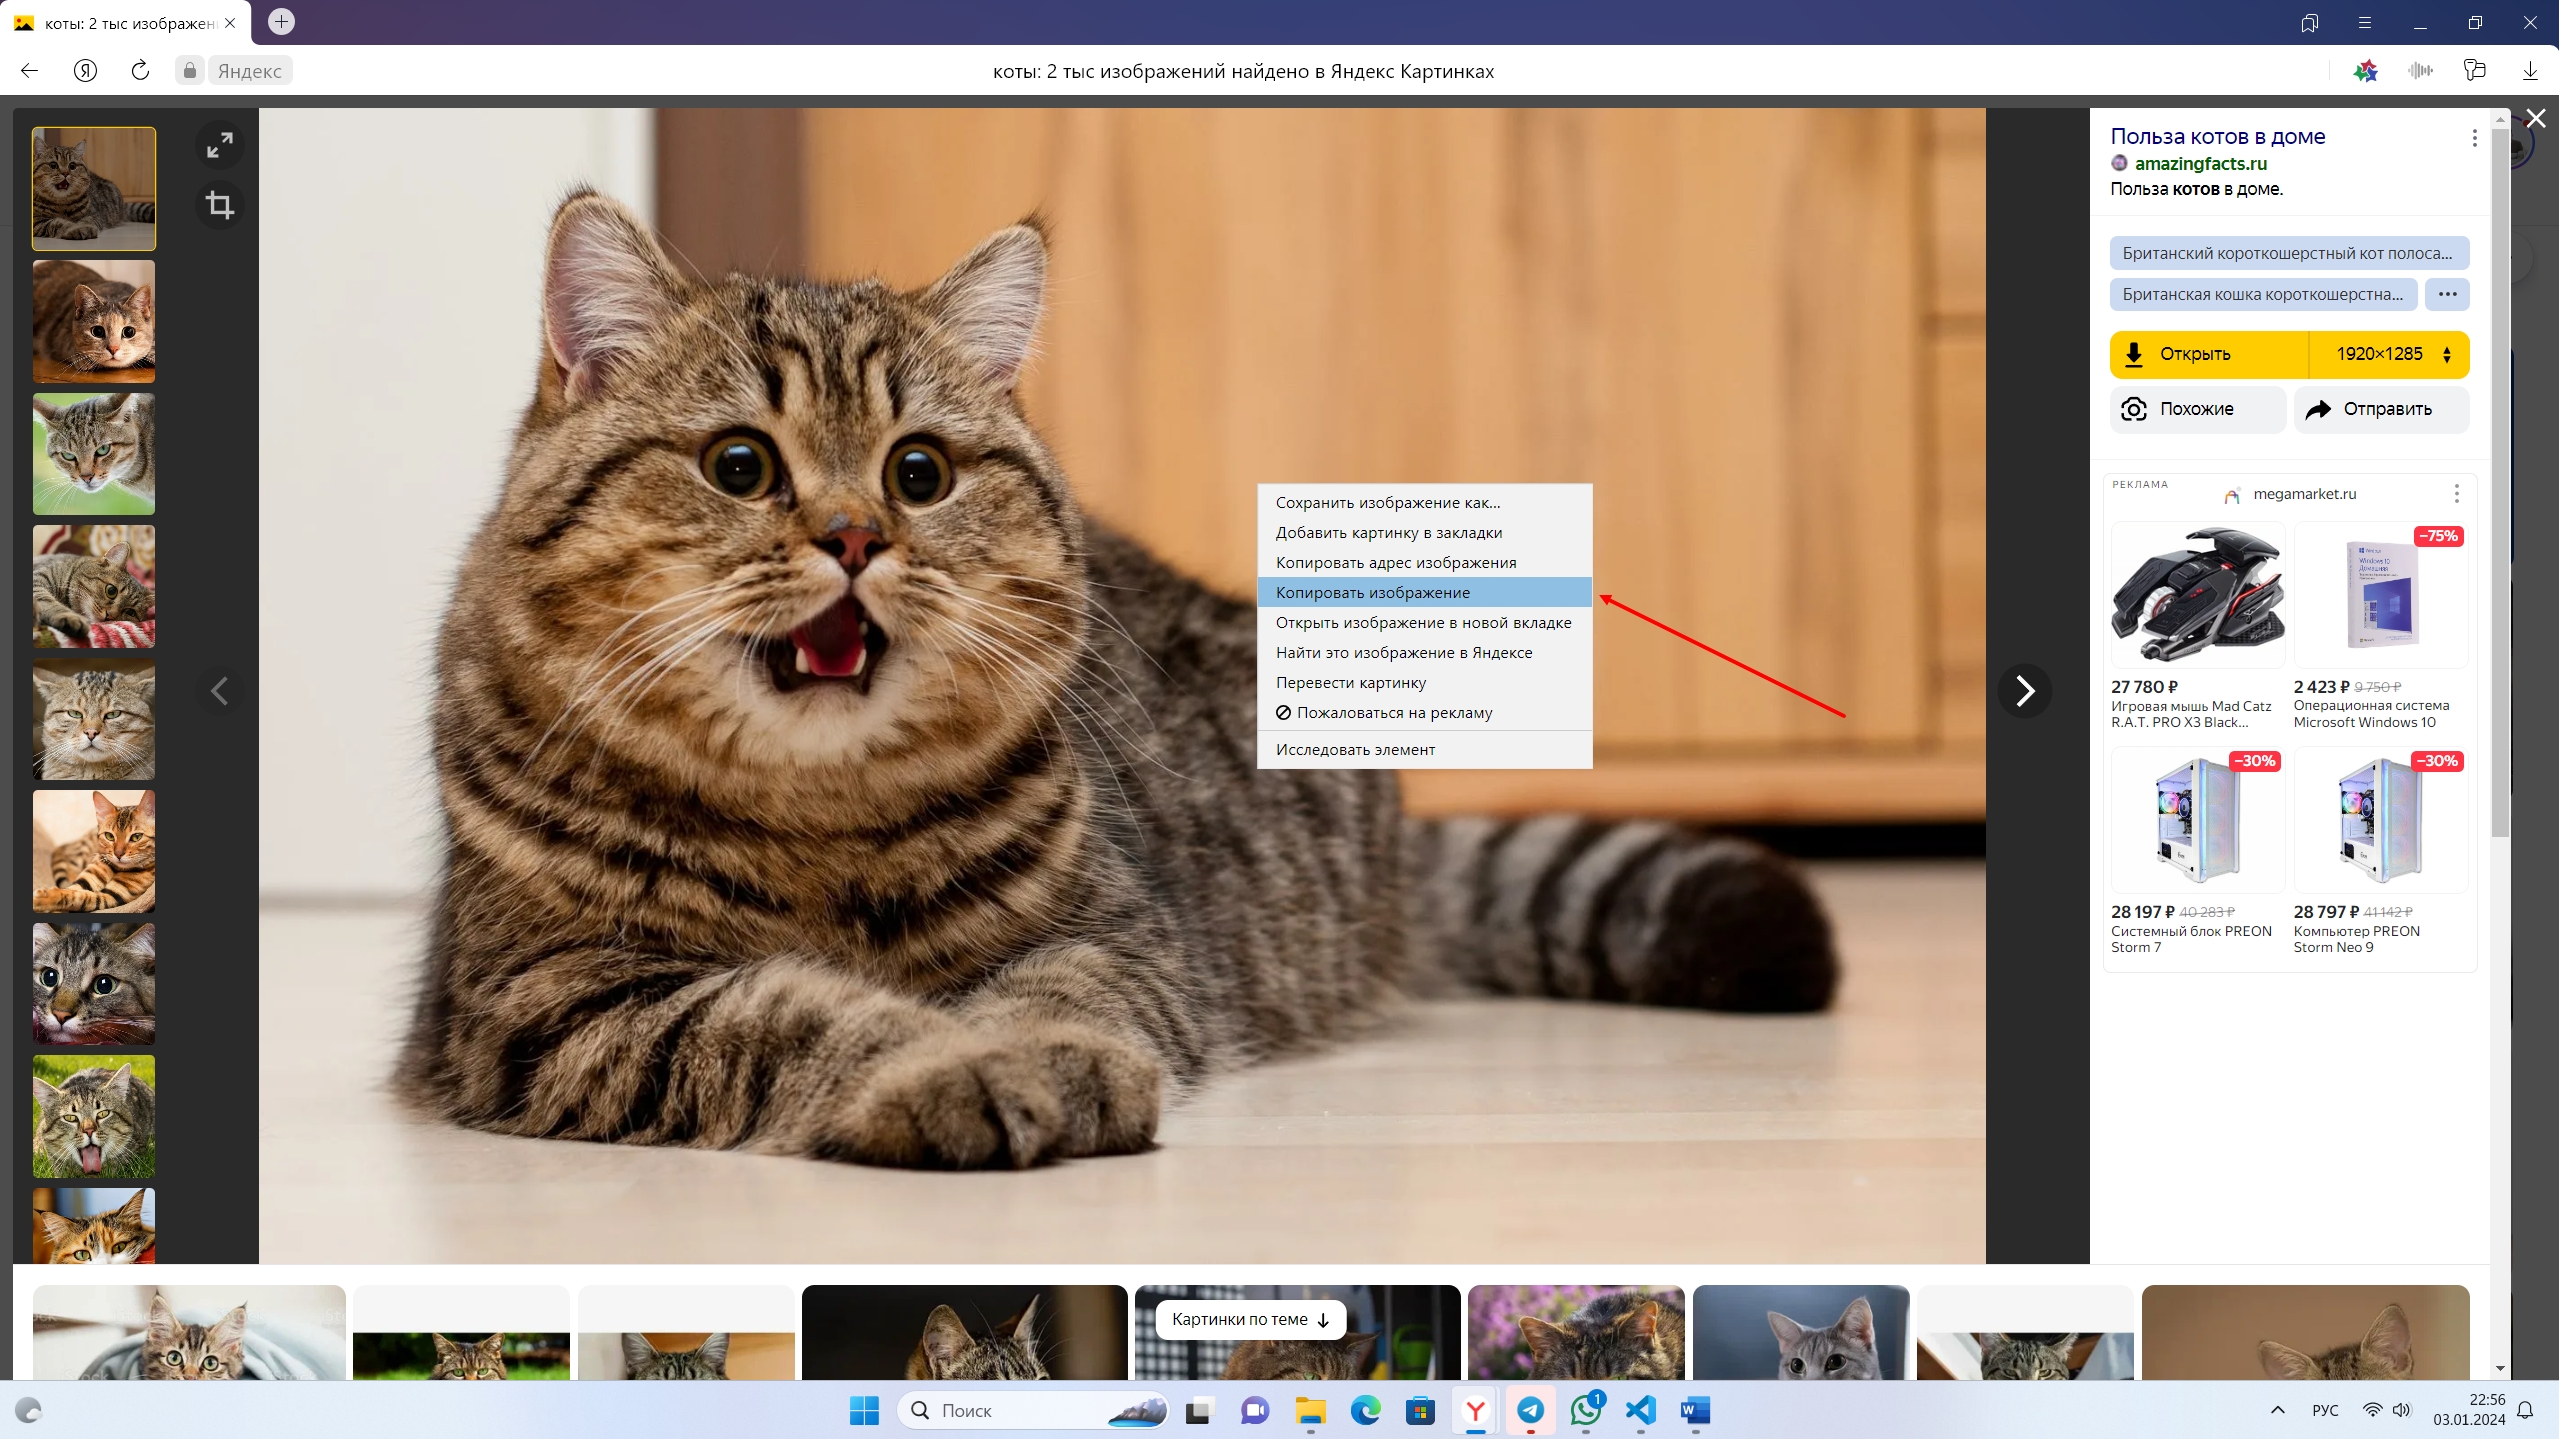 коты: 2 тыс изображен
Яндекс
коты: 2 тыс изображений найдено в Яндекс Картинках
Польза котов в доме
amazingfacts.ru
Польза котов в доме.
Британский короткошерстный кот полоса...
Британская кошка короткошерстна...
Открыть
1920×1285
Похожие
Отправить
Сохранить изображение как...
Добавить картинку в закладки
Копировать адрес изображения
Копировать изображение
Открыть изображение в новой вкладке
Найти это изображение в Яндексе
Перевести картинку
Пожаловаться на рекламу
Исследовать элемент
РЕКЛАМА
megamarket.ru
−75%
Windows 10
Домашняя
27 780 ₽
Игровая мышь Mad Catz
R.A.T. PRO X3 Black...
2 423 ₽ 9 750 ₽
Операционная система
Microsoft Windows 10
−30%
−30%
28 197 ₽ 40 283 ₽
Системный блок PREON
Storm 7
28 797 ₽ 41 142 ₽
Компьютер PREON
Storm Neo 9
Картинки по теме
Поиск
1
РУС
22:56
03.01.2024